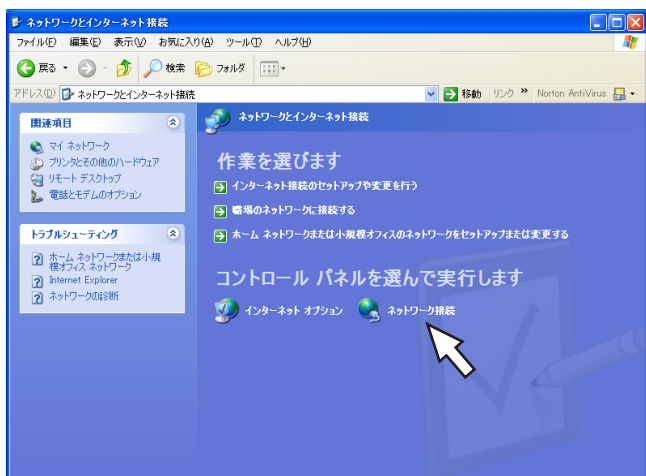 ネットワークとインターネット接続
ファイル(F) 編集(E) 表示(V) お気に入り(A) ツール(T) ヘルプ(H)
戻る 検索 フォルダ
アドレス(D) ネットワークとインターネット接続 移動 リンク » Norton AntiVirus
関連項目
マイ ネットワーク
プリンタとその他のハードウェア
リモート デスクトップ
電話とモデムのオプション
トラブルシューティング
ホーム ネットワークまたは小規
模オフィス ネットワーク
Internet Explorer
ネットワークの診断
ネットワークとインターネット接続
作業を選びます
インターネット接続のセットアップや変更を行う
職場のネットワークに接続する
ホーム ネットワークまたは小規模オフィスのネットワークをセットアップまたは変更する
コントロール パネルを選んで実行します
インターネット オプション ネットワーク接続